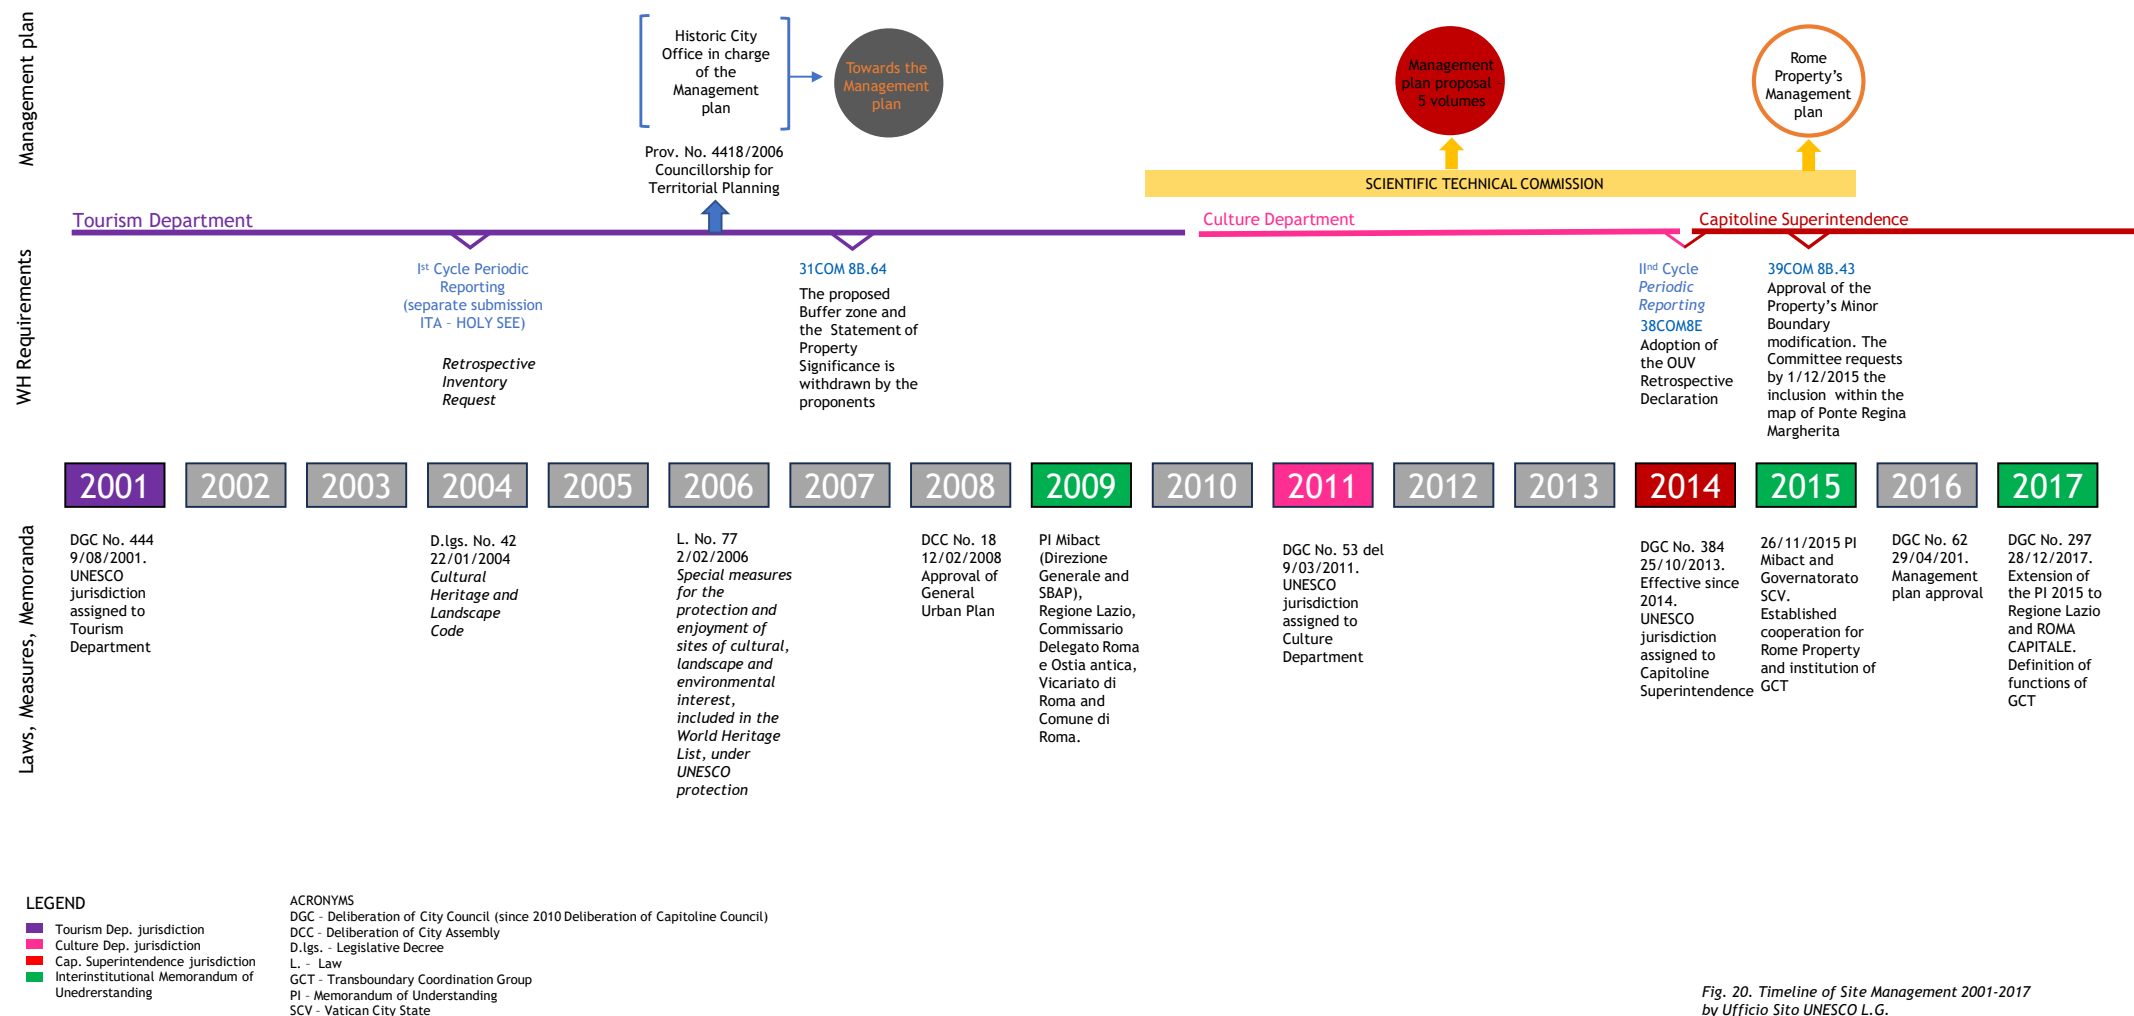 Management plan
Historic City
Office in charge
of the
Management
plan
Towards the
Management
plan
Management
plan proposal -
5 volumes
Rome
Property's
Management
plan
Prov. No. 4418/2006
Councillorship for
Territorial Planning
SCIENTIFIC TECHNICAL COMMISSION
Tourism Department
Culture Department
Capitoline Superintendence
WH Requirements
Ist Cycle Periodic
Reporting
(separate submission
ITA – HOLY SEE)
Retrospective
Inventory
Request
31COM 8B.64
The proposed
Buffer zone and
the Statement of
Property
Significance is
withdrawn by the
proponents
IInd Cycle
Periodic
Reporting
38COM8E
Adoption of
the OUV
Retrospective
Declaration
39COM 8B.43
Approval of the
Property's Minor
Boundary
modification. The
Committee requests
by 1/12/2015 the
inclusion within the
map of Ponte Regina
Margherita
2001
2002
2003
2004
2005
2006
2007
2008
2009
2010
2011
2012
2013
2014
2015
2016
2017
Laws, Measures, Memoranda
DGC No. 444
9/08/2001.
UNESCO
jurisdiction
assigned to
Tourism
Department
D.lgs. No. 42
22/01/2004
Cultural
Heritage and
Landscape
Code
L. No. 77
2/02/2006
Special measures
for the
protection and
enjoyment of
sites of cultural,
landscape and
environmental
interest,
included in the
World Heritage
List, under
UNESCO
protection
DCC No. 18
12/02/2008
Approval of
General
Urban Plan
PI Mibact
(Direzione
Generale and
SBAP),
Regione Lazio,
Commissario
Delegato Roma
e Ostia antica,
Vicariato di
Roma and
Comune di
Roma.
DGC No. 53 del
9/03/2011.
UNESCO
jurisdiction
assigned to
Culture
Department
DGC No. 384
25/10/2013.
Effective since
2014.
UNESCO
jurisdiction
assigned to
Capitoline
Superintendence
26/11/2015 PI
Mibact and
Governatorato
SCV.
Established
cooperation for
Rome Property
and institution of
GCT
DGC No. 62
29/04/201.
Management
plan approval
DGC No. 297
28/12/2017.
Extension of
the PI 2015 to
Regione Lazio
and ROMA
CAPITALE.
Definition of
functions of
GCT
LEGEND
Tourism Dep. jurisdiction
Culture Dep. jurisdiction
Cap. Superintendence jurisdiction
Interinstitutional Memorandum of
Unedrerstanding
ACRONYMS
DGC – Deliberation of City Council (since 2010 Deliberation of Capitoline Council)
DCC – Deliberation of City Assembly
D.lgs. – Legislative Decree
L. – Law
GCT – Transboundary Coordination Group
PI – Memorandum of Understanding
SCV – Vatican City State
Fig. 20. Timeline of Site Management 2001-2017
by Ufficio Sito UNESCO L.G.